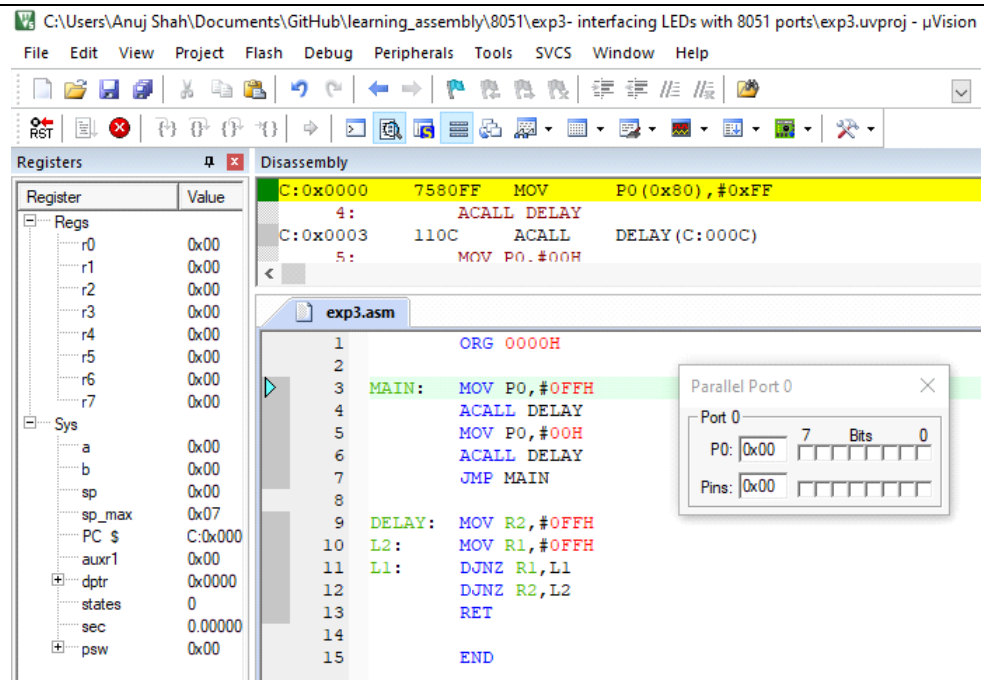 C:\Users\Anuj Shah\Documents\GitHub\learning_assembly\8051\exp3- interfacing LEDs with 8051 ports\exp3.uvproj - µVision
File Edit View Project Flash Debug Peripherals Tools SVCS Window Help
RST
Registers
Register Value
Regs
r0 0x00
r1 0x00
r2 0x00
r3 0x00
r4 0x00
r5 0x00
r6 0x00
r7 0x00
Sys
a 0x00
b 0x00
sp 0x00
sp_max 0x07
PC $ C:0x000
auxr1 0x00
dptr 0x0000
states 0
sec 0.00000
psw 0x00
Disassembly
C:0x0000 7580FF MOV P0(0x80),#0xFF
4: ACALL DELAY
C:0x0003 110C ACALL DELAY(C:000C)
5: MOV P0,#00H
exp3.asm
1 ORG 0000H
2
3 MAIN: MOV P0,#0FFH
4 ACALL DELAY
5 MOV P0,#00H
6 ACALL DELAY
7 JMP MAIN
8
9 DELAY: MOV R2,#0FFH
10 L2: MOV R1,#0FFH
11 L1: DJNZ R1,L1
12 DJNZ R2,L2
13 RET
14
15 END
Parallel Port 0
Port 0
7 Bits 0
P0: 0x00
Pins: 0x00